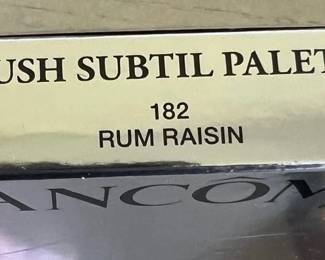 USH SUBTIL PALET
182
RUM RAISIN
ANCÔM